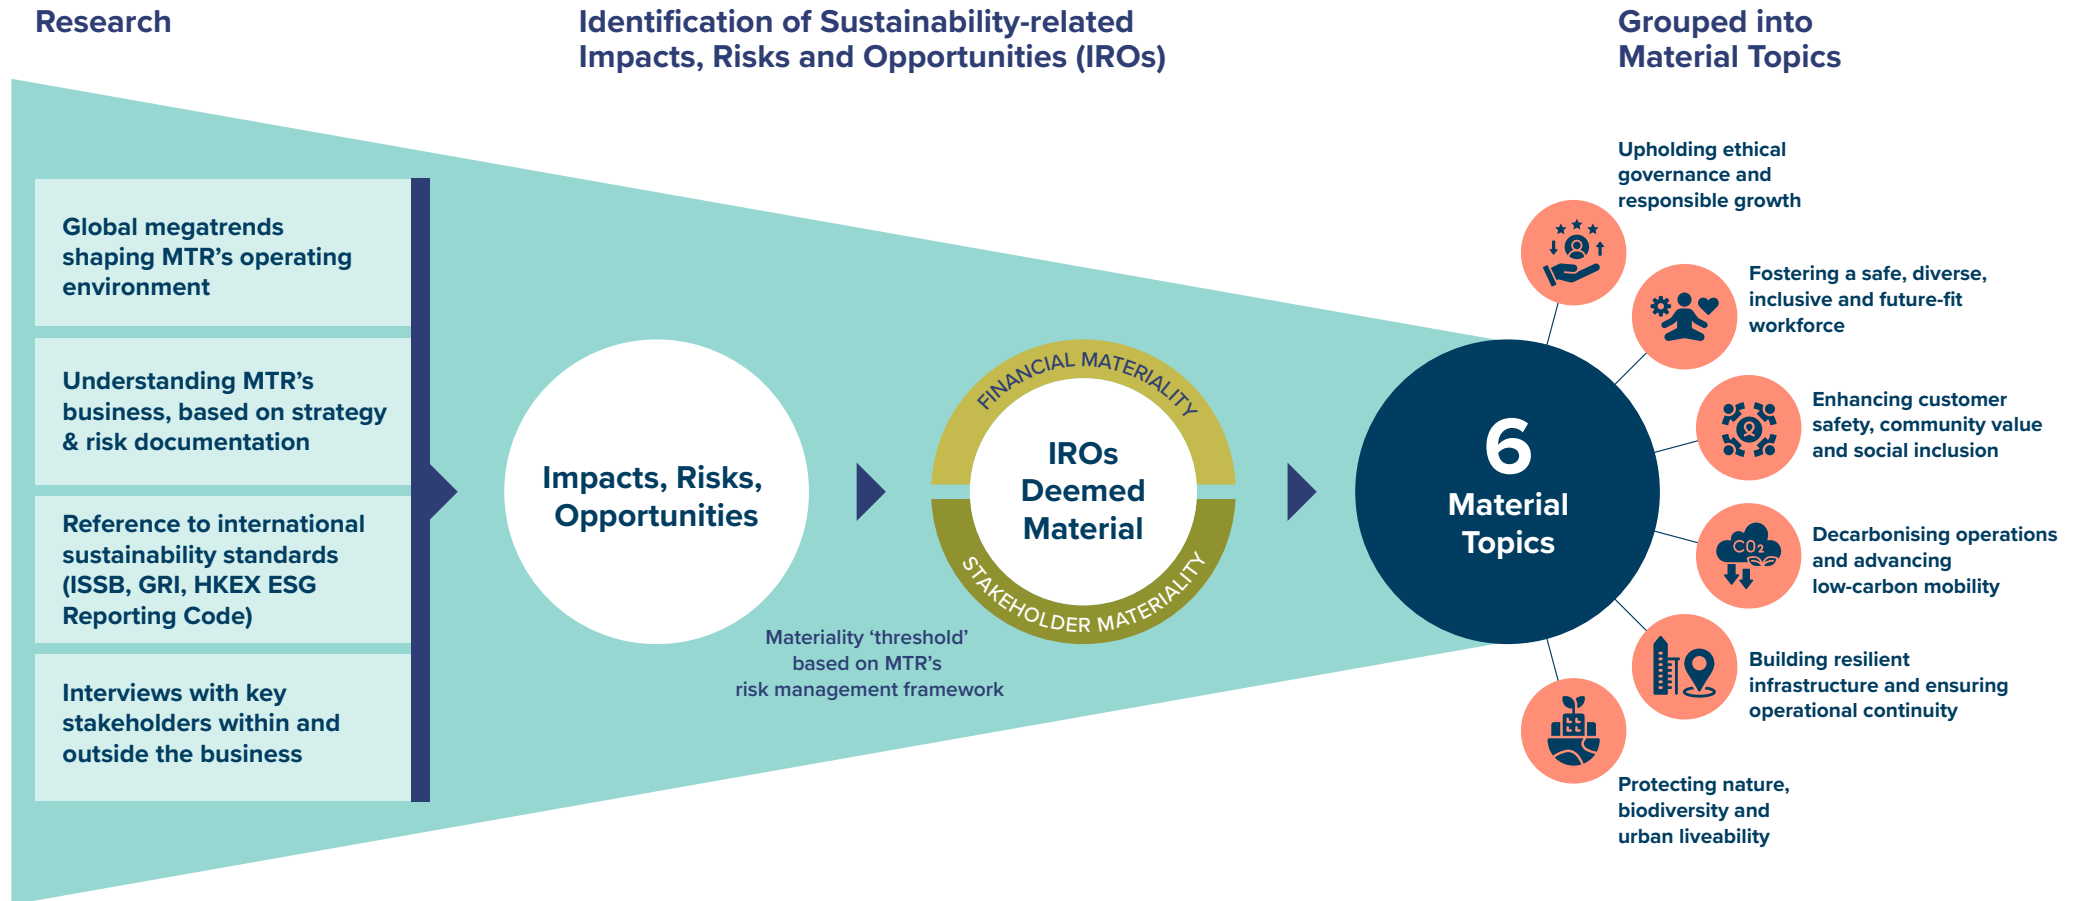 Research
Identification of Sustainability-related
Impacts, Risks and Opportunities (IROs)
Grouped into
Material Topics
Global megatrends
shaping MTR’s operating
environment
Understanding MTR’s
business, based on strategy
& risk documentation
Reference to international
sustainability standards
(ISSB, GRI, HKEX ESG
Reporting Code)
Interviews with key
stakeholders within and
outside the business
Impacts, Risks,
Opportunities
Materiality ‘threshold’
based on MTR’s
risk management framework
FINANCIAL MATERIALITY
IROs
Deemed
Material
STAKEHOLDER MATERIALITY
6
Material
Topics
Upholding ethical
governance and
responsible growth
Fostering a safe, diverse,
inclusive and future-fit
workforce
Enhancing customer
safety, community value
and social inclusion
CO2
Decarbonising operations
and advancing
low-carbon mobility
Building resilient
infrastructure and ensuring
operational continuity
Protecting nature,
biodiversity and
urban liveability